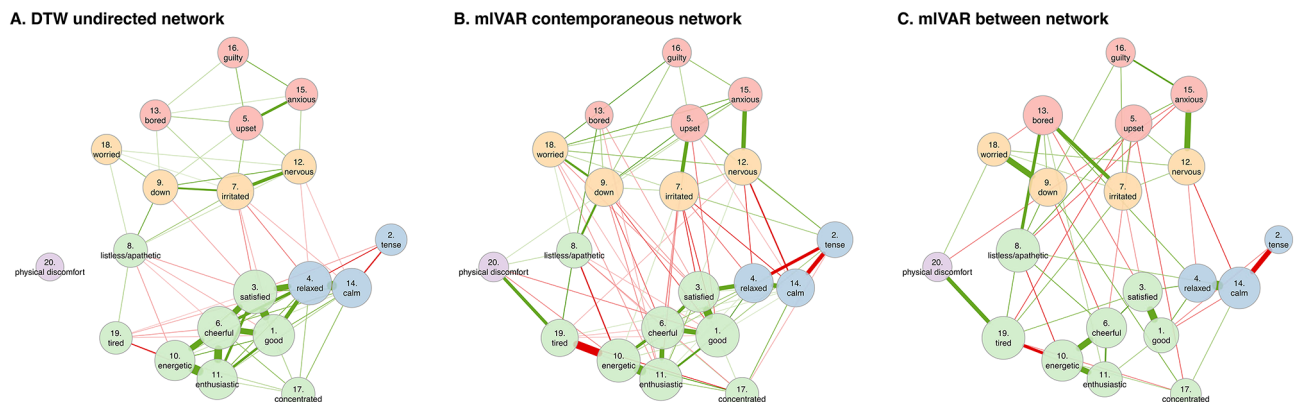 A. DTW undirected network
16.
guilty
15.
anxious
13.
bored
5.
upset
18.
worried
12.
nervous
9.
down
7.
irritated
2.
tense
8.
listless/apathetic
20.
physical discomfort
3.
satisfied
4.
relaxed
14.
calm
6.
cheerful
1.
good
19.
tired
10.
energetic
11.
enthusiastic
17.
concentrated
B. mlVAR contemporaneous network
16.
guilty
15.
anxious
13.
bored
5.
upset
18.
worried
12.
nervous
9.
down
7.
irritated
2.
tense
8.
listless/apathetic
20.
physical discomfort
3.
satisfied
4.
relaxed
14.
calm
6.
cheerful
1.
good
19.
tired
10.
energetic
11.
enthusiastic
17.
concentrated
C. mlVAR between network
16.
guilty
15.
anxious
13.
bored
5.
upset
18.
worried
12.
nervous
9.
down
7.
irritated
2.
tense
8.
listless/apathetic
20.
physical discomfort
3.
satisfied
4.
relaxed
14.
calm
6.
cheerful
1.
good
19.
tired
10.
energetic
11.
enthusiastic
17.
concentrated